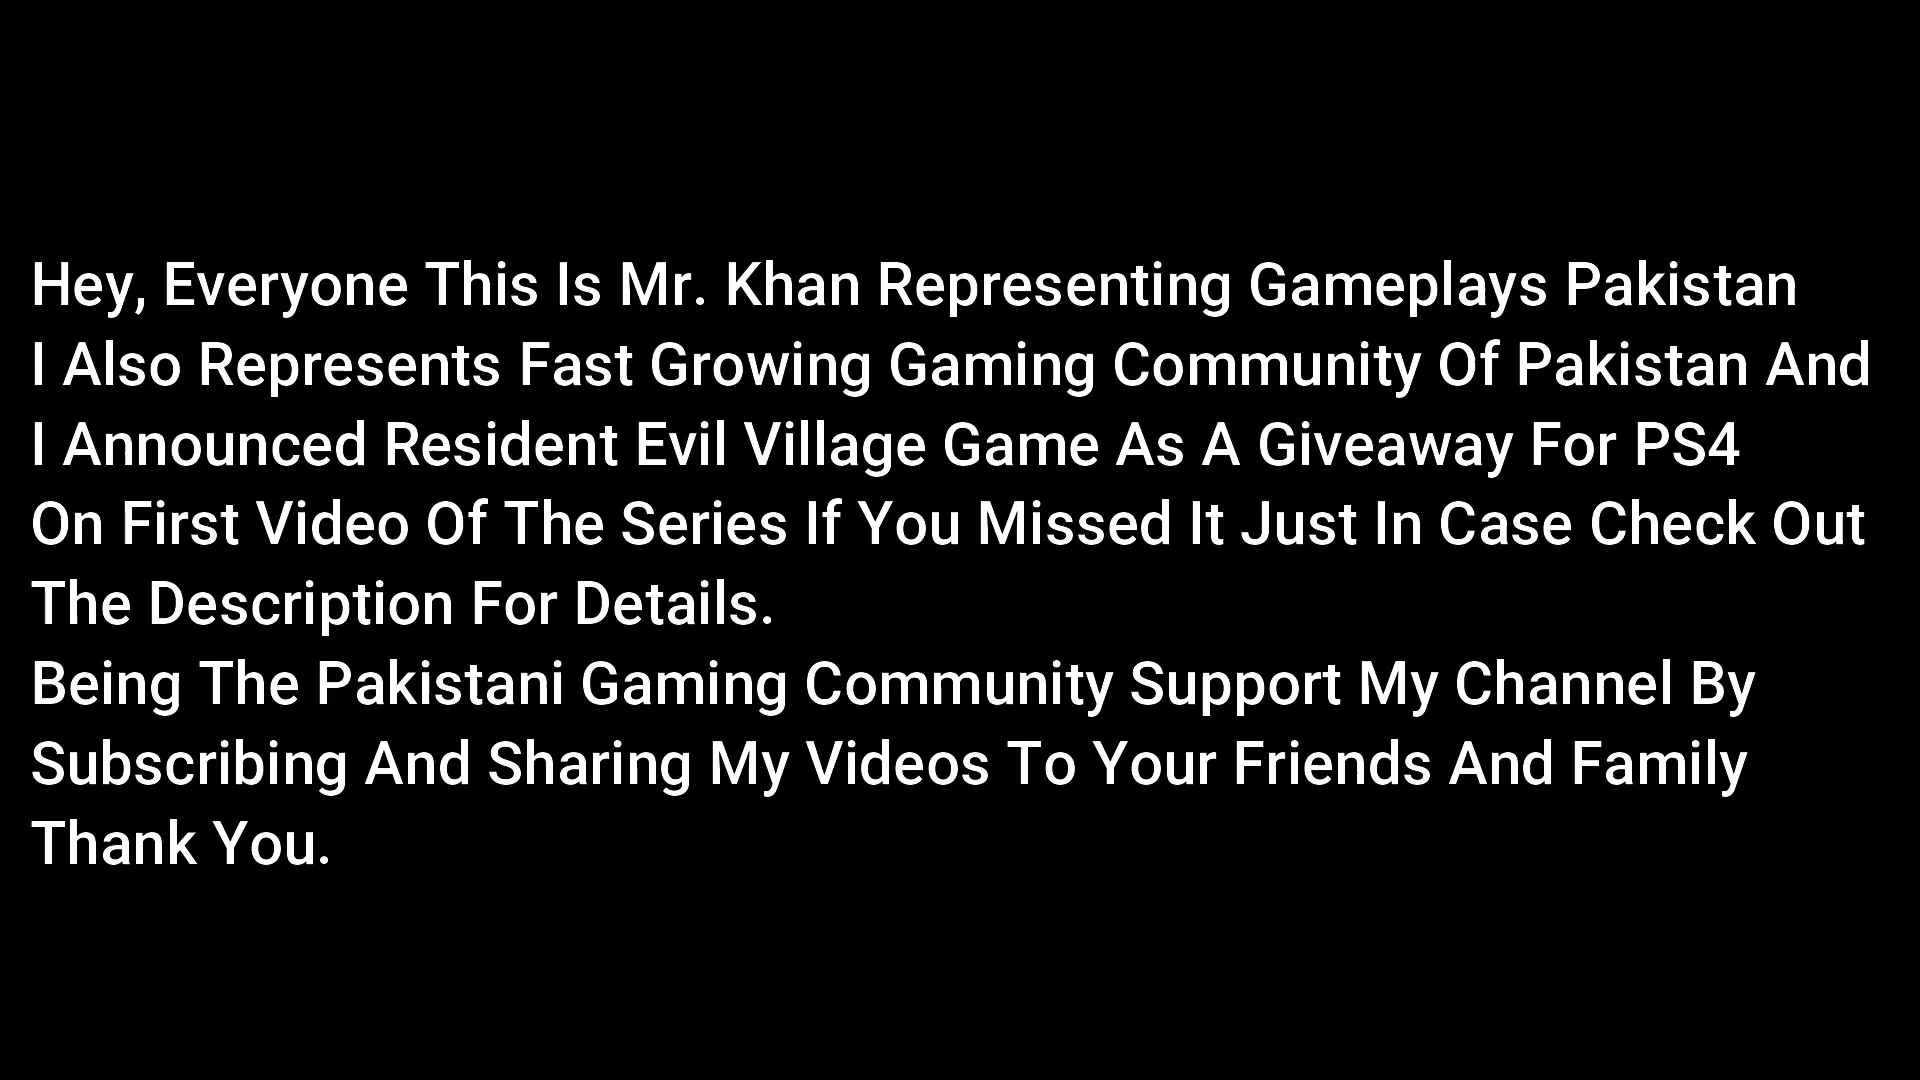 Hey, Everyone This Is Mr. Khan Representing Gameplays Pakistan
I Also Represents Fast Growing Gaming Community Of Pakistan And
I Announced Resident Evil Village Game As A Giveaway For PS4
On First Video Of The Series If You Missed It Just In Case Check Out
The Description For Details.
Being The Pakistani Gaming Community Support My Channel By
Subscribing And Sharing My Videos To Your Friends And Family
Thank You.